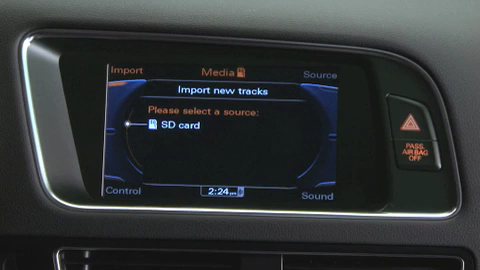 Import Media Source
Import new tracks
Please select a source:
SD card
Control 2:24 pm Sound
PASS.
AIR BAG
OFF